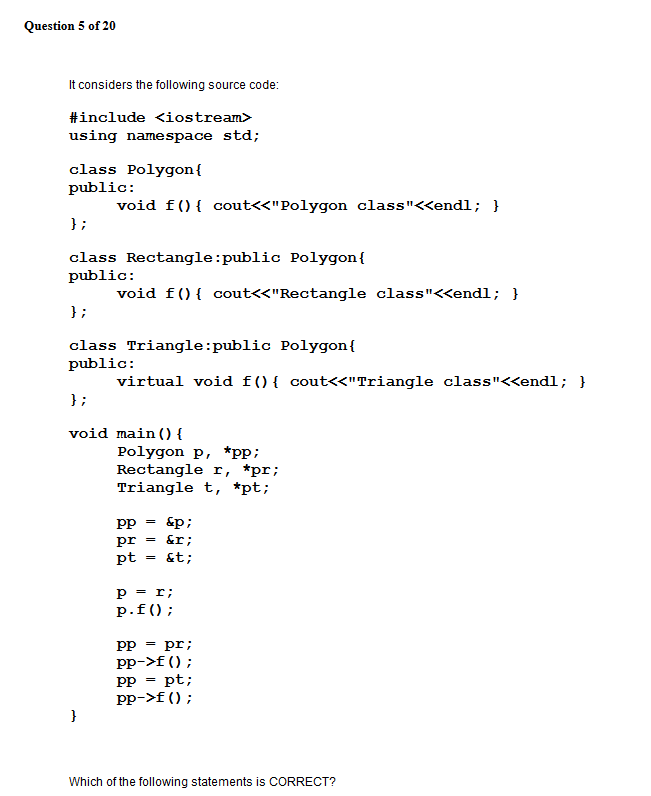 Question 5 of 20
It considers the following source code:
#include <iostream>
using namespace std;
class Polygon{
public:
void f(){ cout<<"Polygon class"<<endl; }
};
class Rectangle:public Polygon{
public:
void f(){ cout<<"Rectangle class"<<endl; }
};
class Triangle:public Polygon{
public:
virtual void f(){ cout<<"Triangle class"<<endl; }
};
void main(){
Polygon p, *pp;
Rectangle r, *pr;
Triangle t, *pt;
pp = &p;
pr = &r;
pt = &t;
p = r;
p.f();
pp = pr;
pp->f();
pp = pt;
pp->f();
}
Which of the following statements is CORRECT?